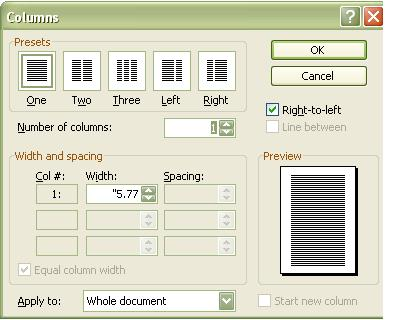 Columns
Presets
One Two Three Left Right
OK
Cancel
Number of columns: 1
Right-to-left
Line between
Width and spacing
Preview
Col #: Width: Spacing:
1: "5.77
Equal column width
Apply to: Whole document
Start new column